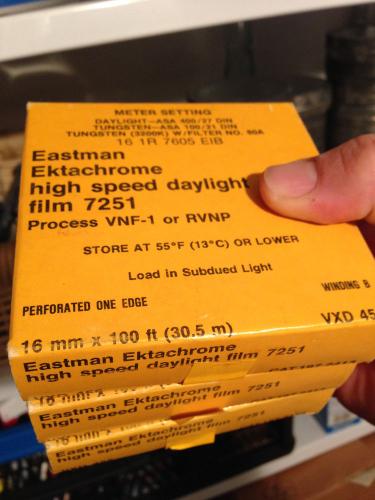 METER SETTING
DAYLIGHT—ASA 400/27 DIN
TUNGSTEN—ASA 100/21 DIN
TUNGSTEN (3200K) W/FILTER NO. 80A
16 1R 7605 EIB
Eastman
Ektachrome
high speed daylight
film 7251
Process VNF-1 or RVNP
STORE AT 55°F (13°C) OR LOWER
Load in Subdued Light
PERFORATED ONE EDGE
WINDING B
16 mm x 100 ft (30.5 m)
VXD 45
Eastman Ektachrome
high speed daylight film 7251
16 mm x
Eastman Ektachrome
high speed daylight film 7251
16 mm x
Eastman Ektachrome
high speed daylight film 7251